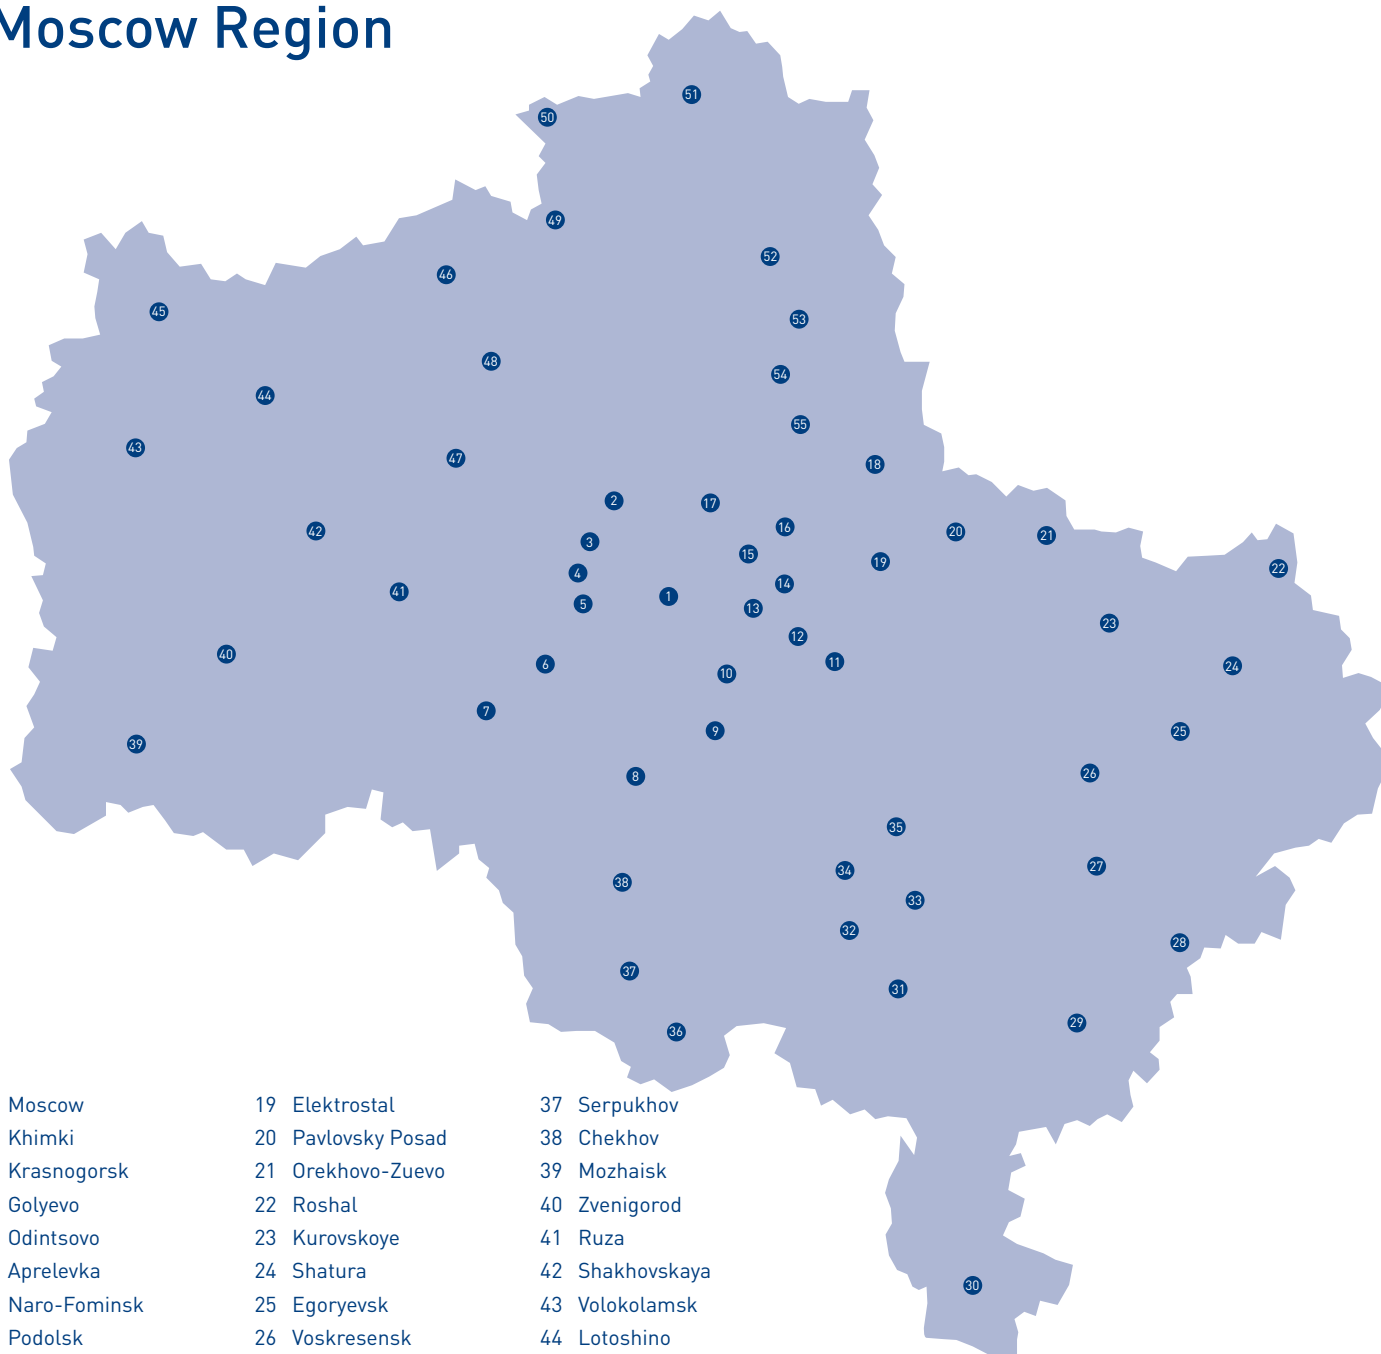 Moscow Region
51
50
49
52
46
45
53
48
54
44
55
43
47
18
2
17
16
42
20
21
3
15
19
22
4
14
41
1
5
13
23
12
40
11
6
24
10
7
9
25
39
26
8
35
27
34
38
33
32
28
37
31
29
36
30
Moscow
Khimki
Krasnogorsk
Golyevo
Odintsovo
Aprelevka
Naro-Fominsk
Podolsk
19 Elektrostal
20 Pavlovsky Posad
21 Orekhovo-Zuevo
22 Roshal
23 Kurovskoye
24 Shatura
25 Egoryevsk
26 Voskresensk
37 Serpukhov
38 Chekhov
39 Mozhaisk
40 Zvenigorod
41 Ruza
42 Shakhovskaya
43 Volokolamsk
44 Lotoshino